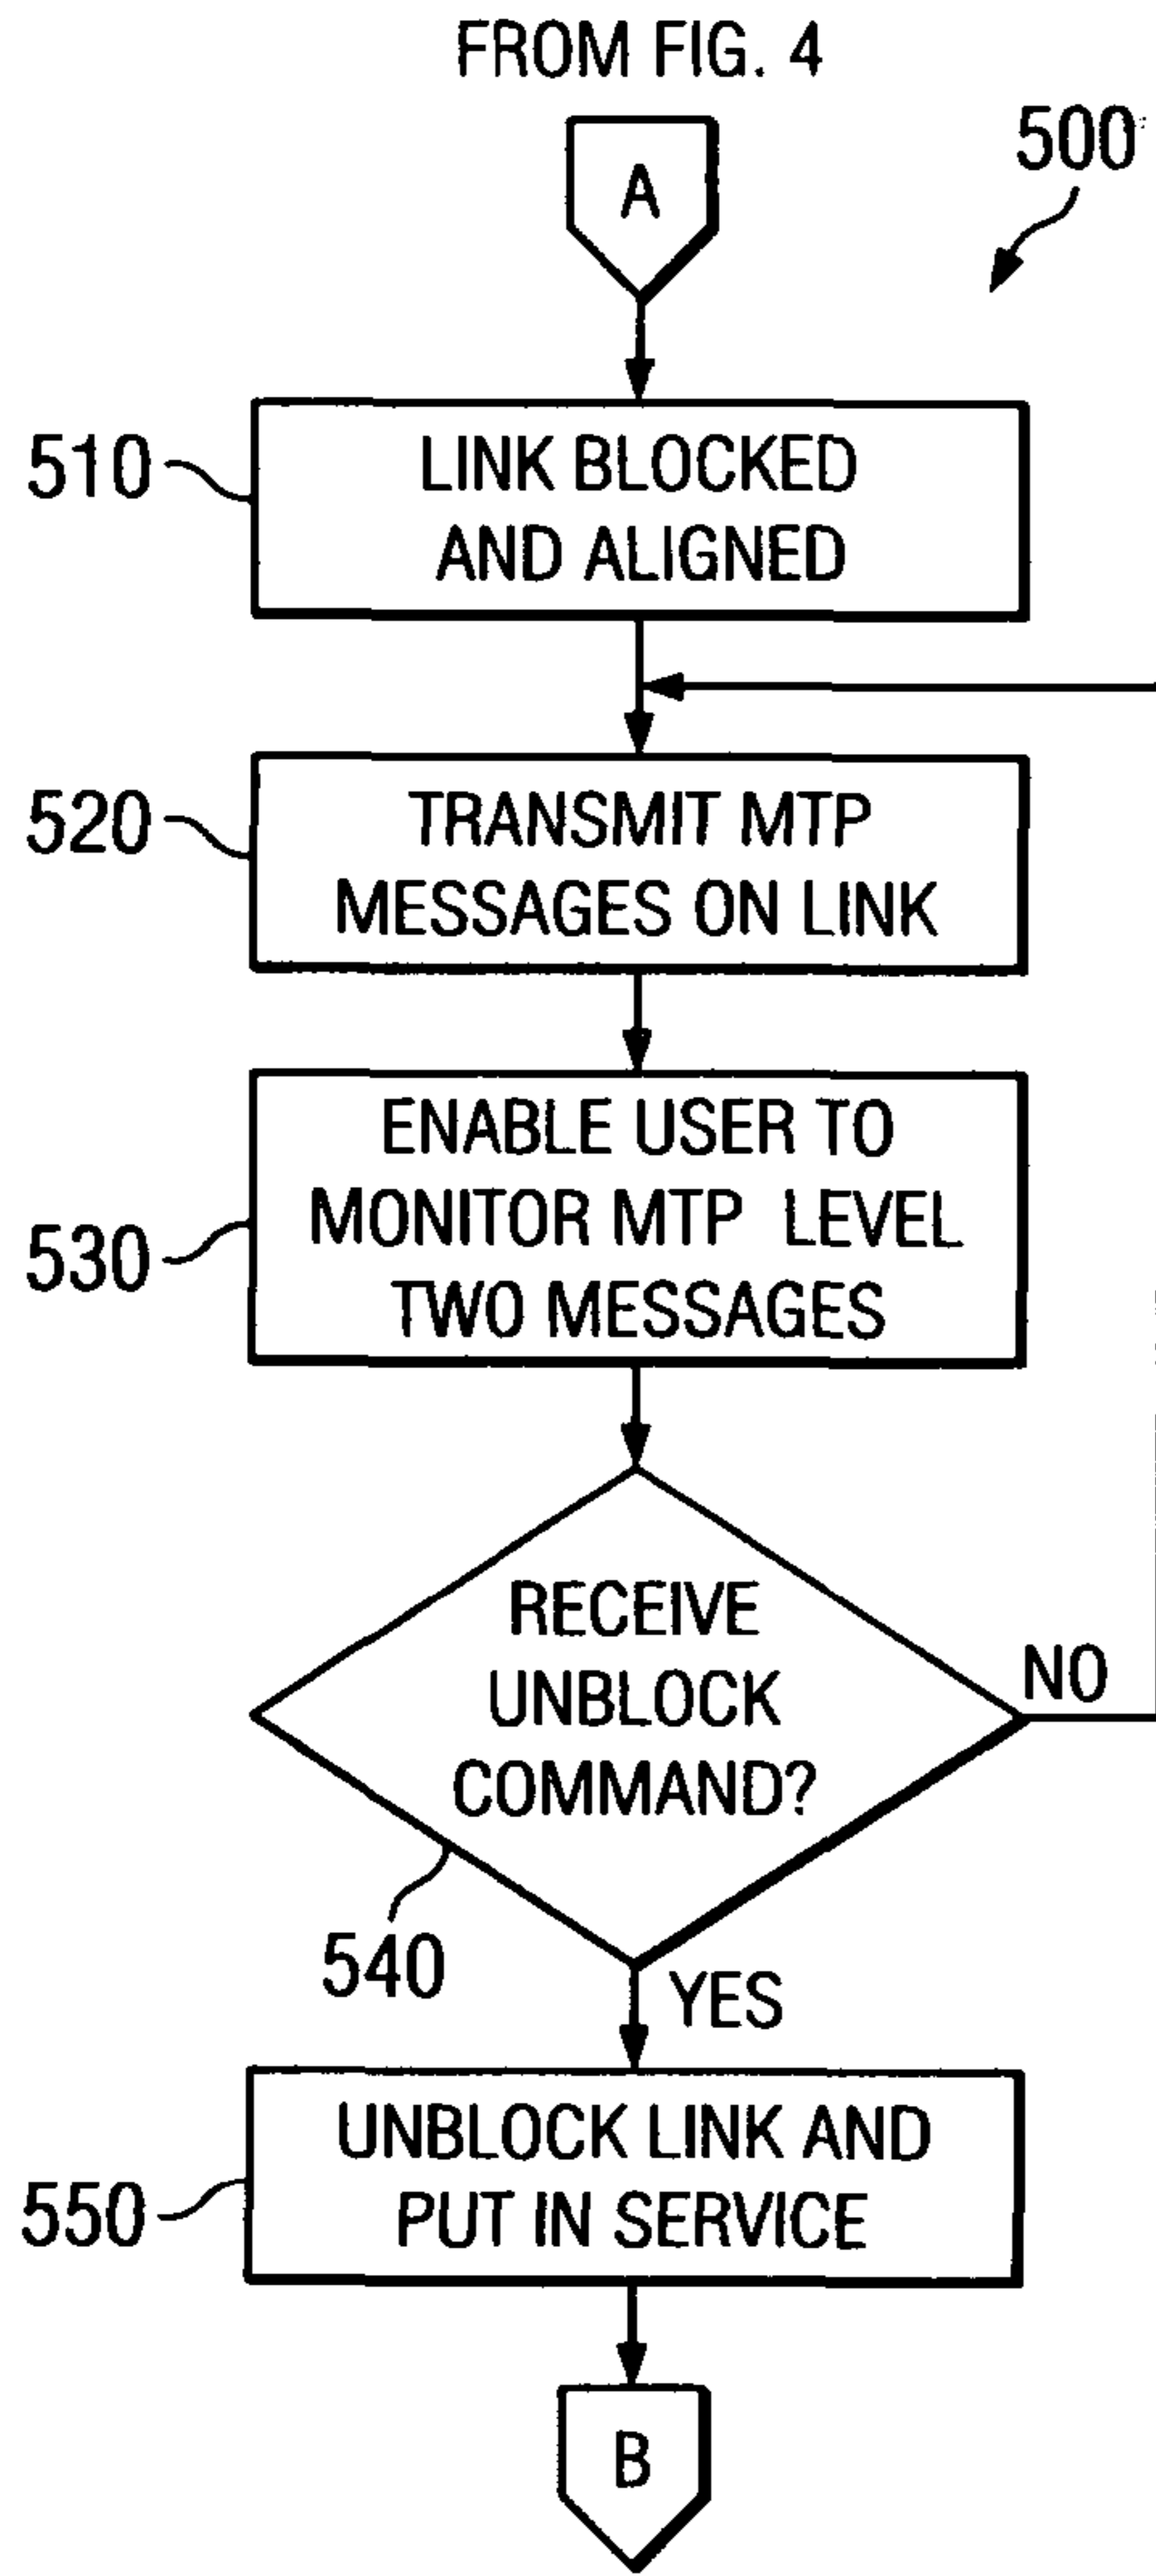 FROM FIG. 4
A
500
510
LINK BLOCKED
AND ALIGNED
520
TRANSMIT MTP
MESSAGES ON LINK
530
ENABLE USER TO
MONITOR MTP LEVEL
TWO MESSAGES
RECEIVE
UNBLOCK
COMMAND?
NO
540
YES
550
UNBLOCK LINK AND
PUT IN SERVICE
B